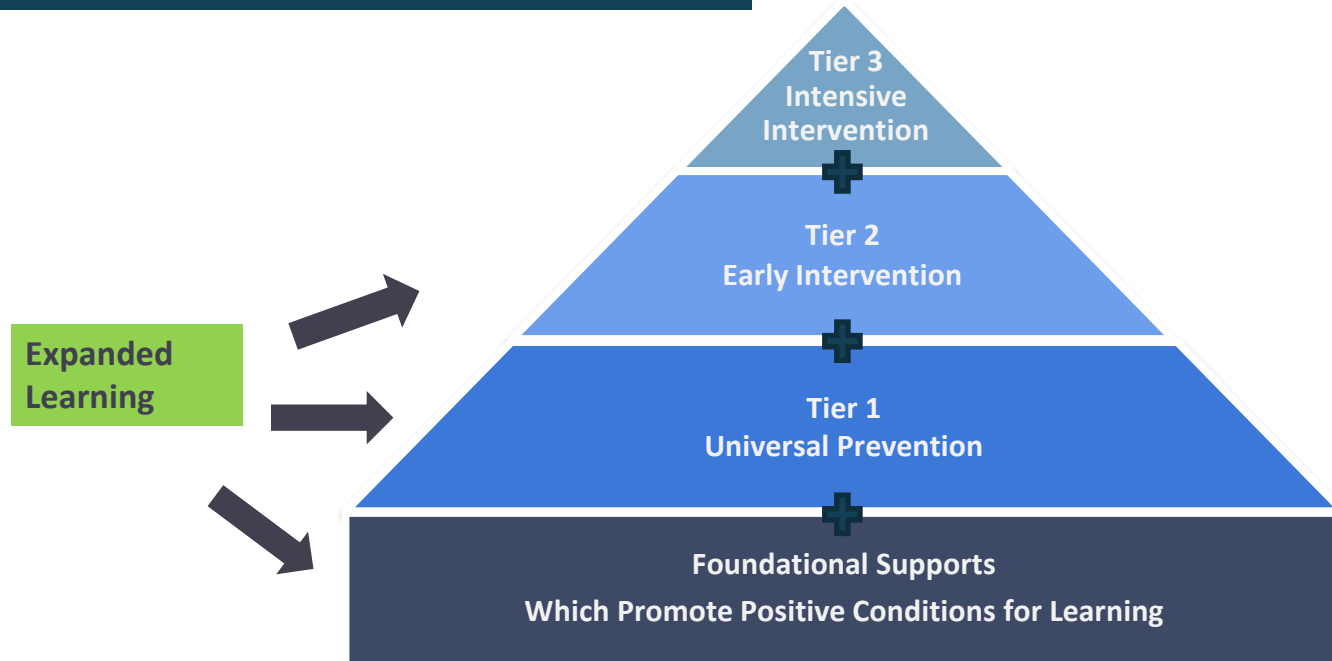 Tier 3
Intensive
Intervention
Tier 2
Early Intervention
Expanded
Learning
Tier 1
Universal Prevention
Foundational Supports
Which Promote Positive Conditions for Learning